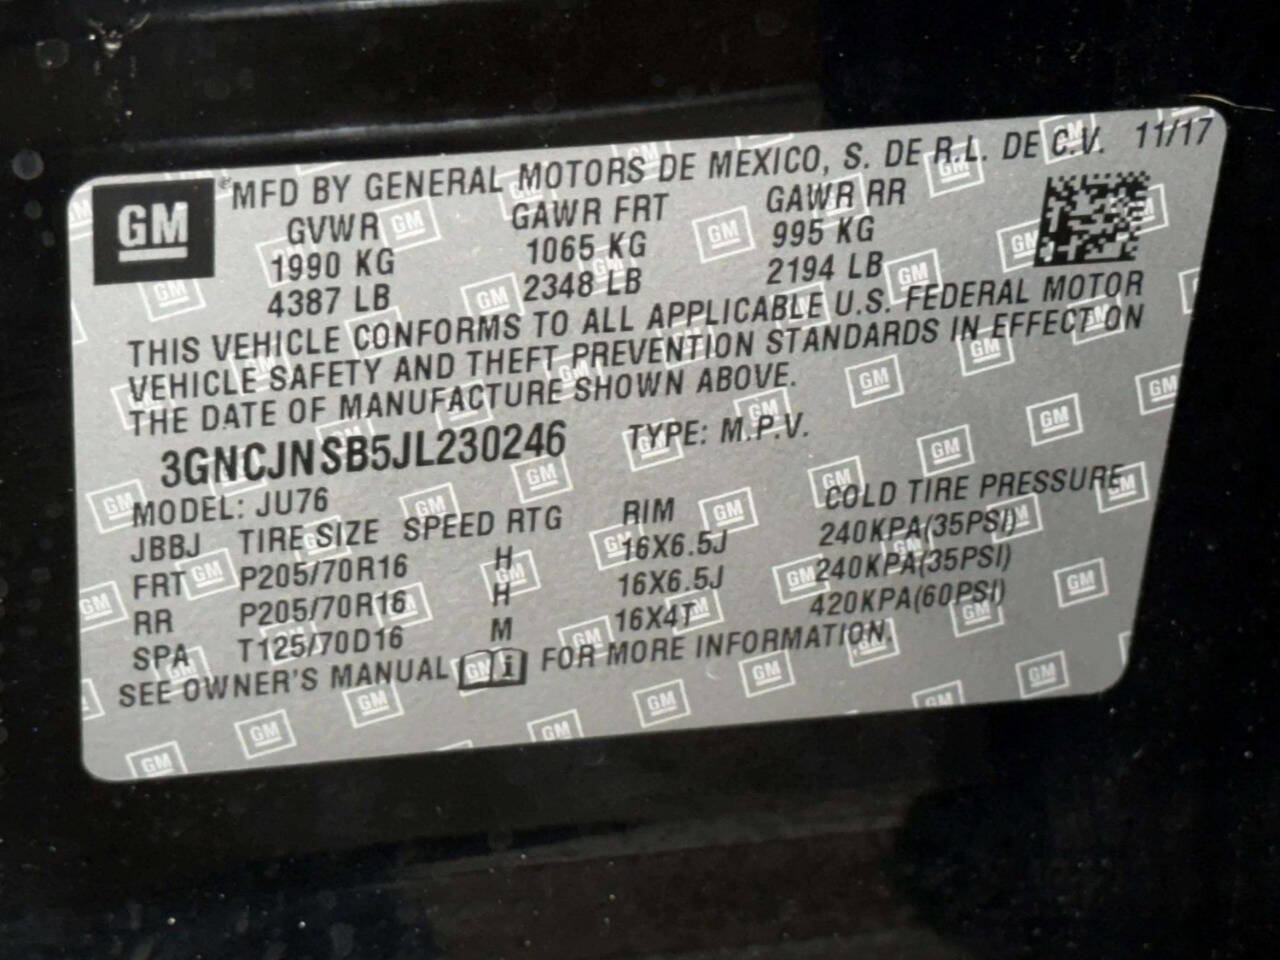 GM
® MFD BY GENERAL MOTORS DE MEXICO, S. DE R.L. DE C.V. 11/17
GVWR GAWR FRT GAWR RR
1990 KG 1065 KG 995 KG
4387 LB 2348 LB 2194 LB
THIS VEHICLE CONFORMS TO ALL APPLICABLE U.S. FEDERAL MOTOR
VEHICLE SAFETY AND THEFT PREVENTION STANDARDS IN EFFECT ON
THE DATE OF MANUFACTURE SHOWN ABOVE.
3GNCJNSB5JL230246 TYPE: M.P.V.
MODEL: JU76
JBBJ TIRE SIZE SPEED RTG RIM COLD TIRE PRESSURE
FRT P205/70R16 H 16X6.5J 240KPA(35PSI)
RR P205/70R16 H 16X6.5J 240KPA(35PSI)
SPA T125/70D16 M 16X4T 420KPA(60PSI)
SEE OWNER'S MANUAL i FOR MORE INFORMATION.